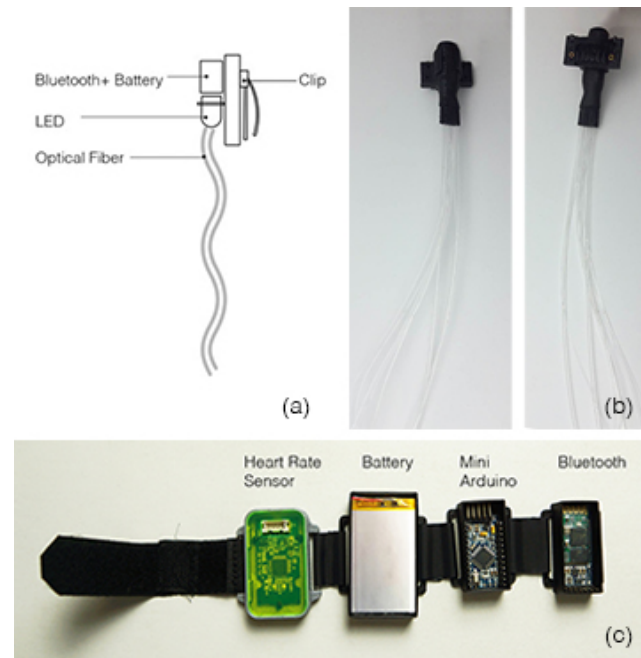 Bluetooth+ Battery
Clip
LED
Optical Fiber
(a)
(b)
Heart Rate
Sensor
Battery
Mini
Arduino
Bluetooth
(c)